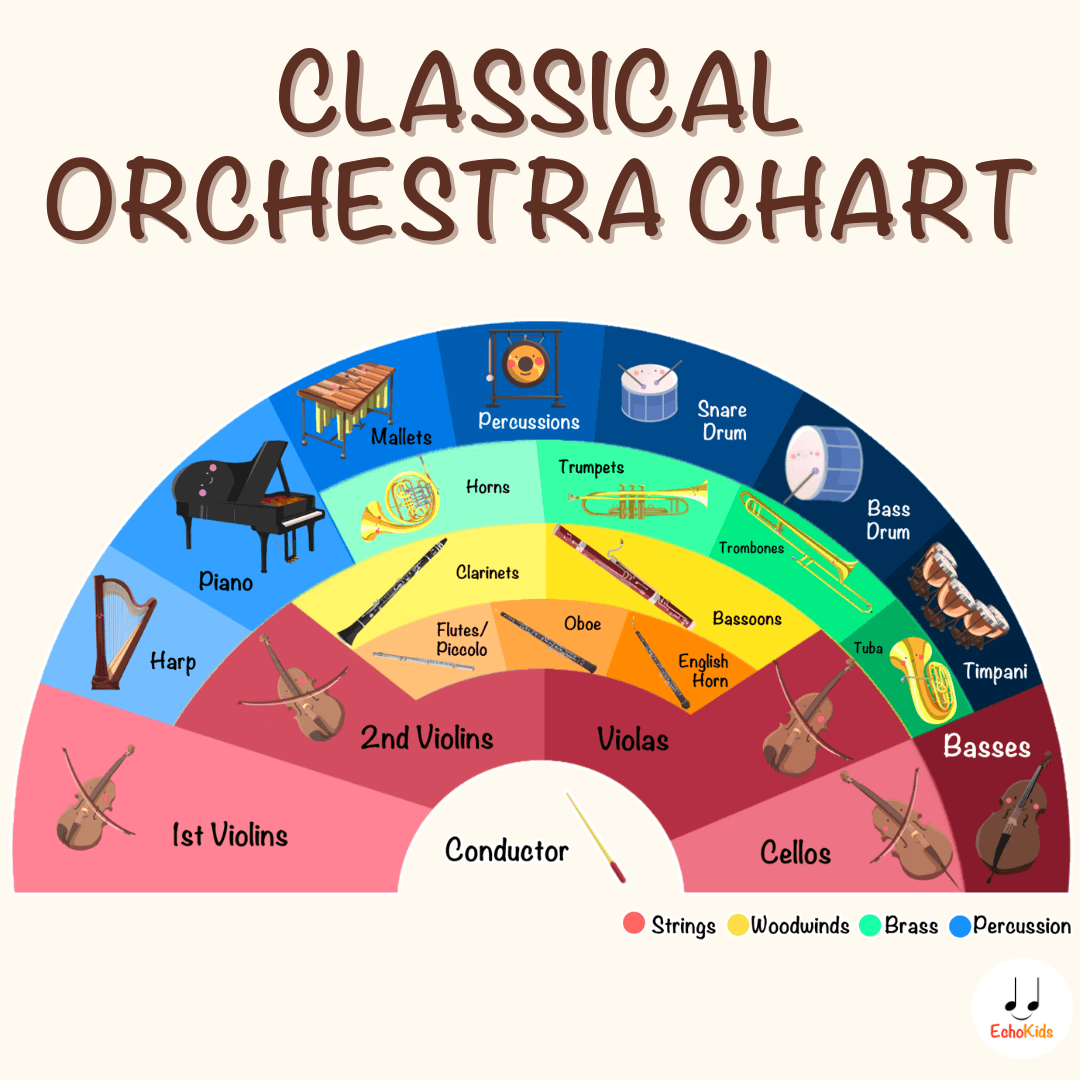 CLASSICAL
ORCHESTRA CHART
Percussions
Snare
Drum
Mallets
Bass
Drum
Piano
Harp
Timpani
Horns
Trumpets
Trombones
Tuba
Clarinets
Bassoons
Flutes/
Piccolo
Oboe
English
Horn
1st Violins
2nd Violins
Violas
Cellos
Basses
Conductor
Strings
Woodwinds
Brass
Percussion
EchoKids